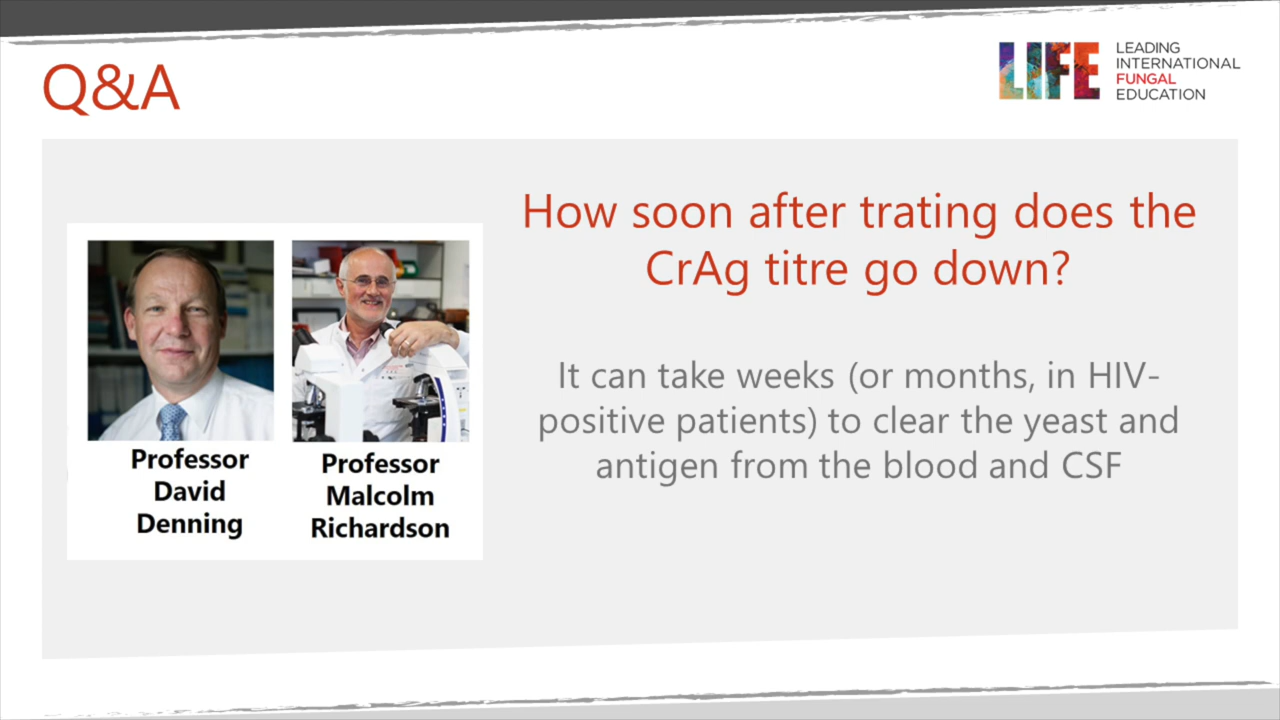 Q&A
LIFE
LEADING
INTERNATIONAL
FUNGAL
EDUCATION
How soon after trating does the
CrAg titre go down?
It can take weeks (or months, in HIV-
positive patients) to clear the yeast and
antigen from the blood and CSF
Professor
David
Denning
Professor
Malcolm
Richardson